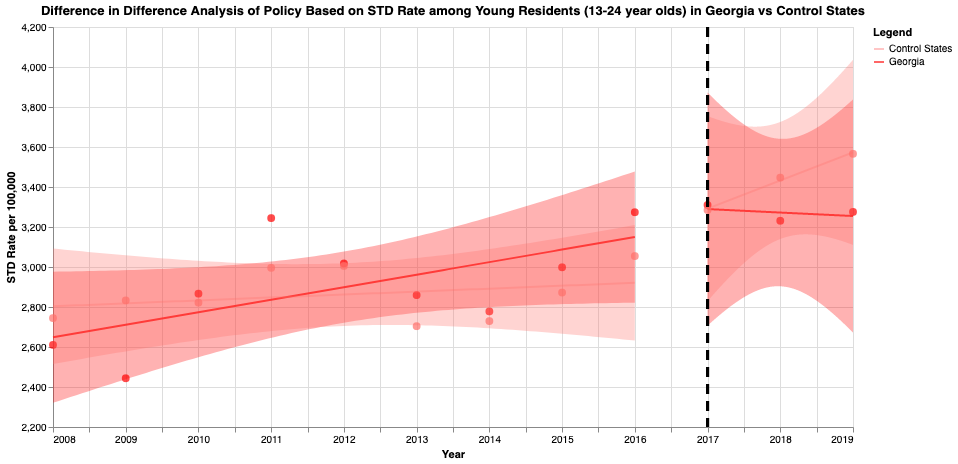 Difference in Difference Analysis of Policy Based on STD Rate among Young Residents (13-24 year olds) in Georgia vs Control States
Legend
Control States
Georgia
STD Rate per 100,000
4,200
4,000
3,800
3,600
3,400
3,200
3,000
2,800
2,600
2,400
2,200
2008 2009 2010 2011 2012 2013 2014 2015 2016 2017 2018 2019
Year